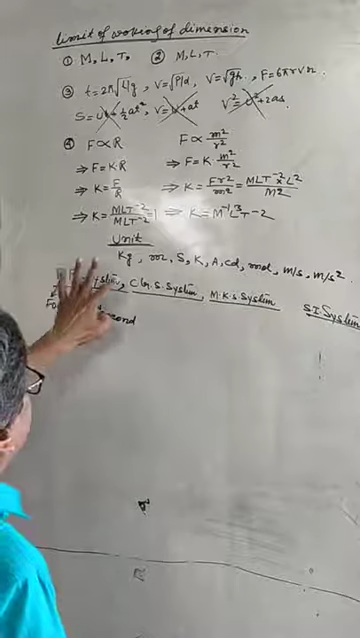 Limit of working of dimension
① M, L, T, ② M, L, T.
③ t = 2π√L/g, V = √P/d, V = √gh, F = 6πrVη
S = ut + ½at², V = u + at V² = u² + 2as.
④ F ∝ R F ∝ m²/r²
⇒ F = K·R ⇒ F = K· m²/r²
⇒ K = F/R ⇒ K = Fr²/m² = MLT⁻² × L²/M²
⇒ K = MLT⁻²/MLT⁻² = 1 ⇒ K = M⁻¹L³T⁻²
Unit
Kg, m, S, K, A, cd, mol, m/s, m/s².
C.G.S. System, M.K.S System S.I. System